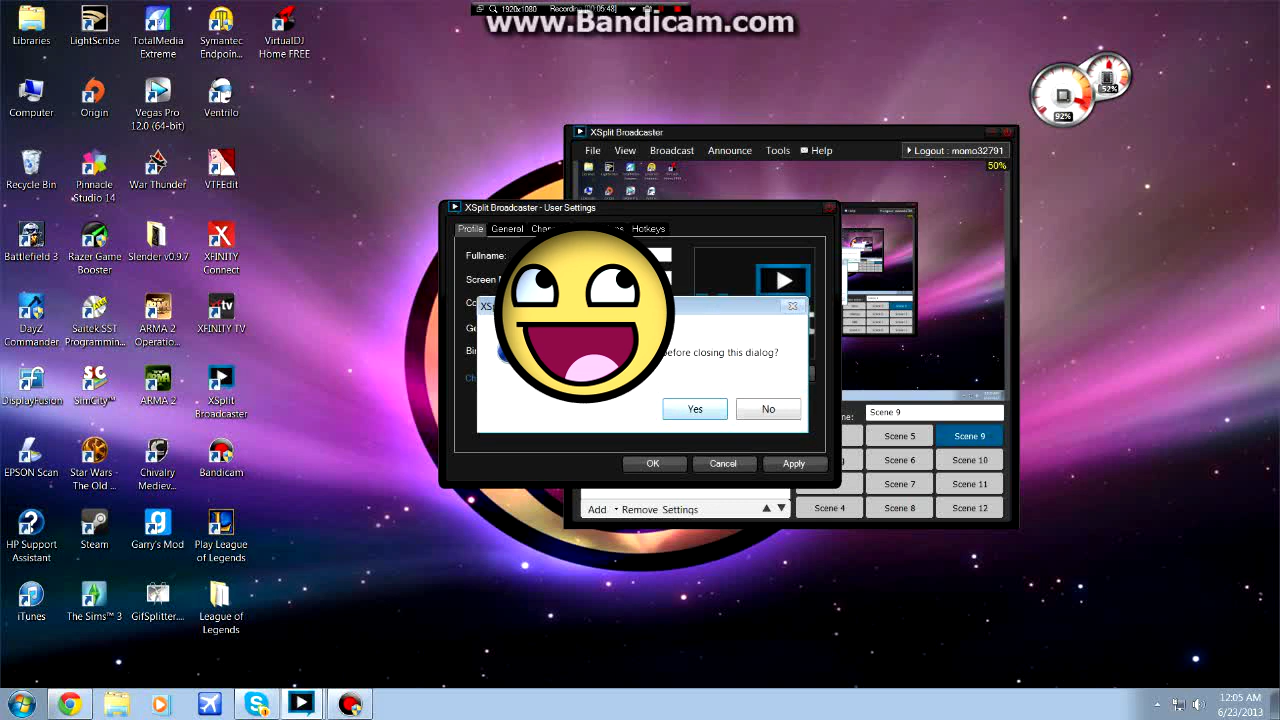 1920x1080 Recording [00:05:48]
www.Bandicam.com
Libraries
LightScribe
TotalMedia
Extreme
Symantec
Endpoin...
VirtualDJ
Home FREE
Computer
Origin
Vegas Pro
12.0 (64-bit)
Ventrilo
Recycle Bin
Pinnacle
Studio 14
War Thunder
VTFEdit
Battlefield 3
Razer Game
Booster
Slender v0.9.7
XFINITY
Connect
DayZ
Commander
Saitek SST
Programmin...
ARMA 2
Operatio...
XFINITY TV
DisplayFusion
SimCity™
ARMA 2
XSplit
Broadcaster
EPSON Scan
Star Wars -
The Old ...
Chivalry
Mediev...
Bandicam
HP Support
Assistant
Steam
Garry's Mod
Play League
of Legends
iTunes
The Sims™ 3
GifSplitter....
League of
Legends
92%
52%
XSplit Broadcaster
File View Broadcast Announce Tools Help
Logout : momo32791
50%
XSplit Broadcaster - User Settings
Profile General Hotkeys
Fullname:
Screen
before closing this dialog?
Yes No
OK Cancel Apply
Scene 9
Scene 5 Scene 9
Scene 6 Scene 10
Scene 7 Scene 11
Scene 4 Scene 8 Scene 12
Add Remove Settings
12:05 AM
6/23/2013